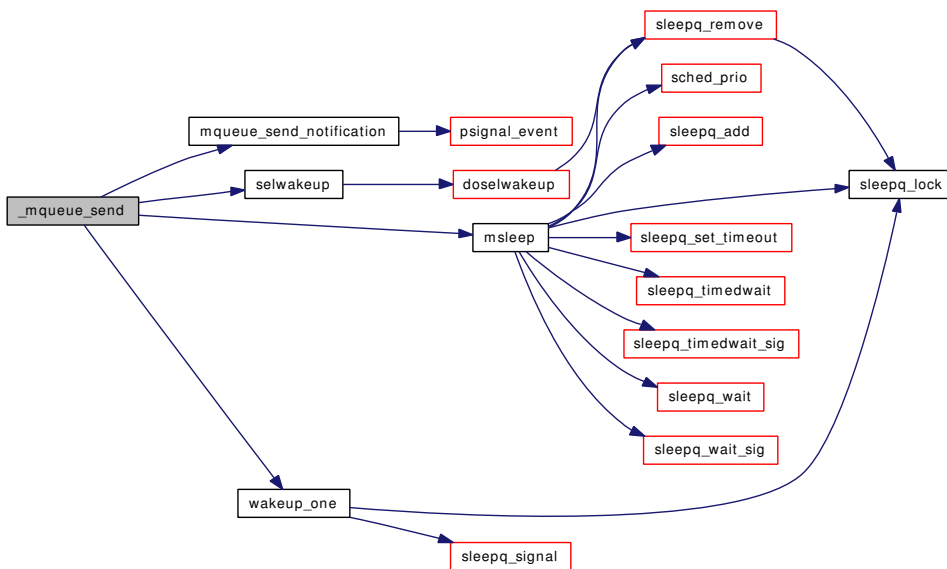 sleepq_remove
sched_prio
mqueue_send_notification
psignal_event
sleepq_add
selwakeup
doselwakeup
sleepq_lock
_mqueue_send
msleep
sleepq_set_timeout
sleepq_timedwait
sleepq_timedwait_sig
sleepq_wait
sleepq_wait_sig
wakeup_one
sleepq_signal